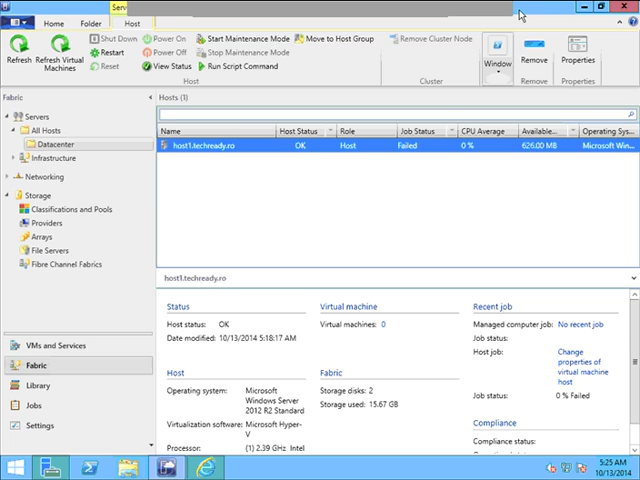 Serv
Home Folder Host
Refresh
Refresh Virtual Machines
Shut Down Power On Start Maintenance Mode Move to Host Group Remove Cluster Node
Restart Power Off Stop Maintenance Mode
Reset View Status Run Script Command
Window Remove Properties
Host Cluster Remove Properties
Fabric
Servers
All Hosts
Datacenter
Infrastructure
Networking
Storage
Classifications and Pools
Providers
Arrays
File Servers
Fibre Channel Fabrics
VMs and Services
Fabric
Library
Jobs
Settings
Hosts (1)
Name Host Status Role Job Status CPU Average Available... Operating Sys...
host1.techready.ro OK Host Failed 0 % 626.00 MB Microsoft Win...
host1.techready.ro
Status
Host status: OK
Date modified: 10/13/2014 5:18:17 AM
Host
Operating system: Microsoft
Windows Server
2012 R2 Standard
Virtualization software: Microsoft Hyper-
V
Processor: (1) 2.39 GHz Intel
Virtual machine
Virtual machines: 0
Fabric
Storage disks: 2
Storage used: 15.67 GB
Recent job
Managed computer job: No recent job
Job status:
Host job: Change
properties of
virtual machine
host
Job status: 0 % Failed
Compliance
Compliance status:
5:25 AM
10/13/2014